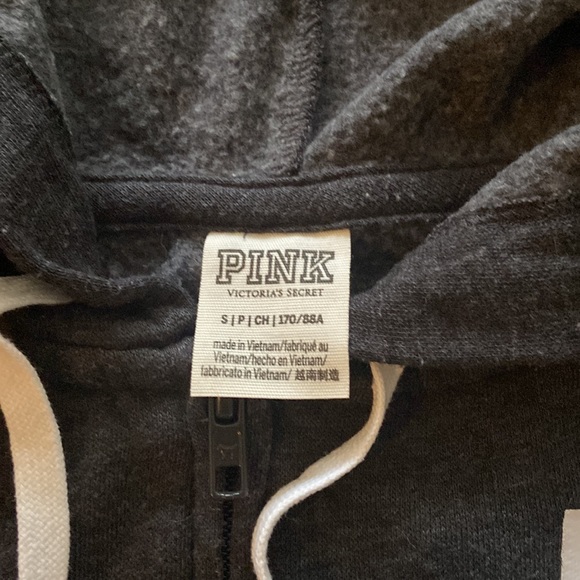 PINK
VICTORIA'S SECRET
S | P | CH | 170/88A
made in Vietnam/fabriqué au
Vietnam/hecho en Vietnam/
fabbricato in Vietnam/ 越南制造